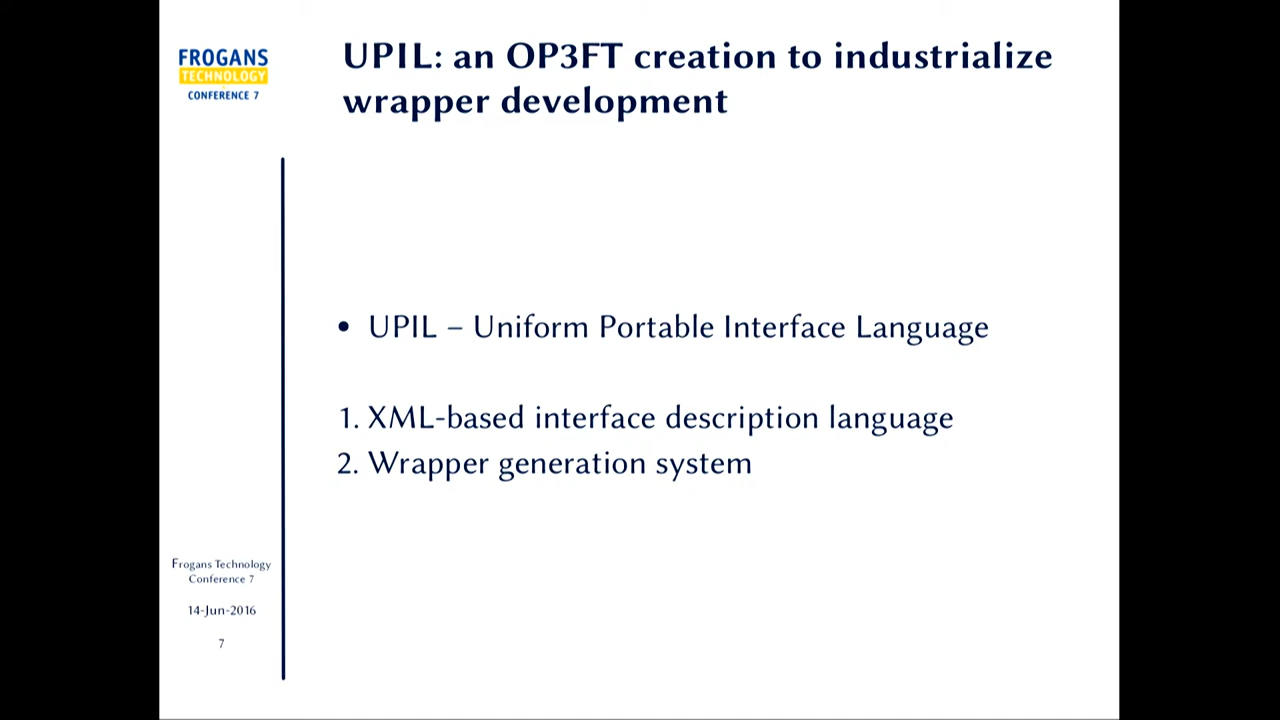 FROGANS
TECHNOLOGY
CONFERENCE 7
UPIL: an OP3FT creation to industrialize
wrapper development
• UPIL – Uniform Portable Interface Language
1. XML-based interface description language
2. Wrapper generation system
Frogans Technology
Conference 7
14-Jun-2016
7